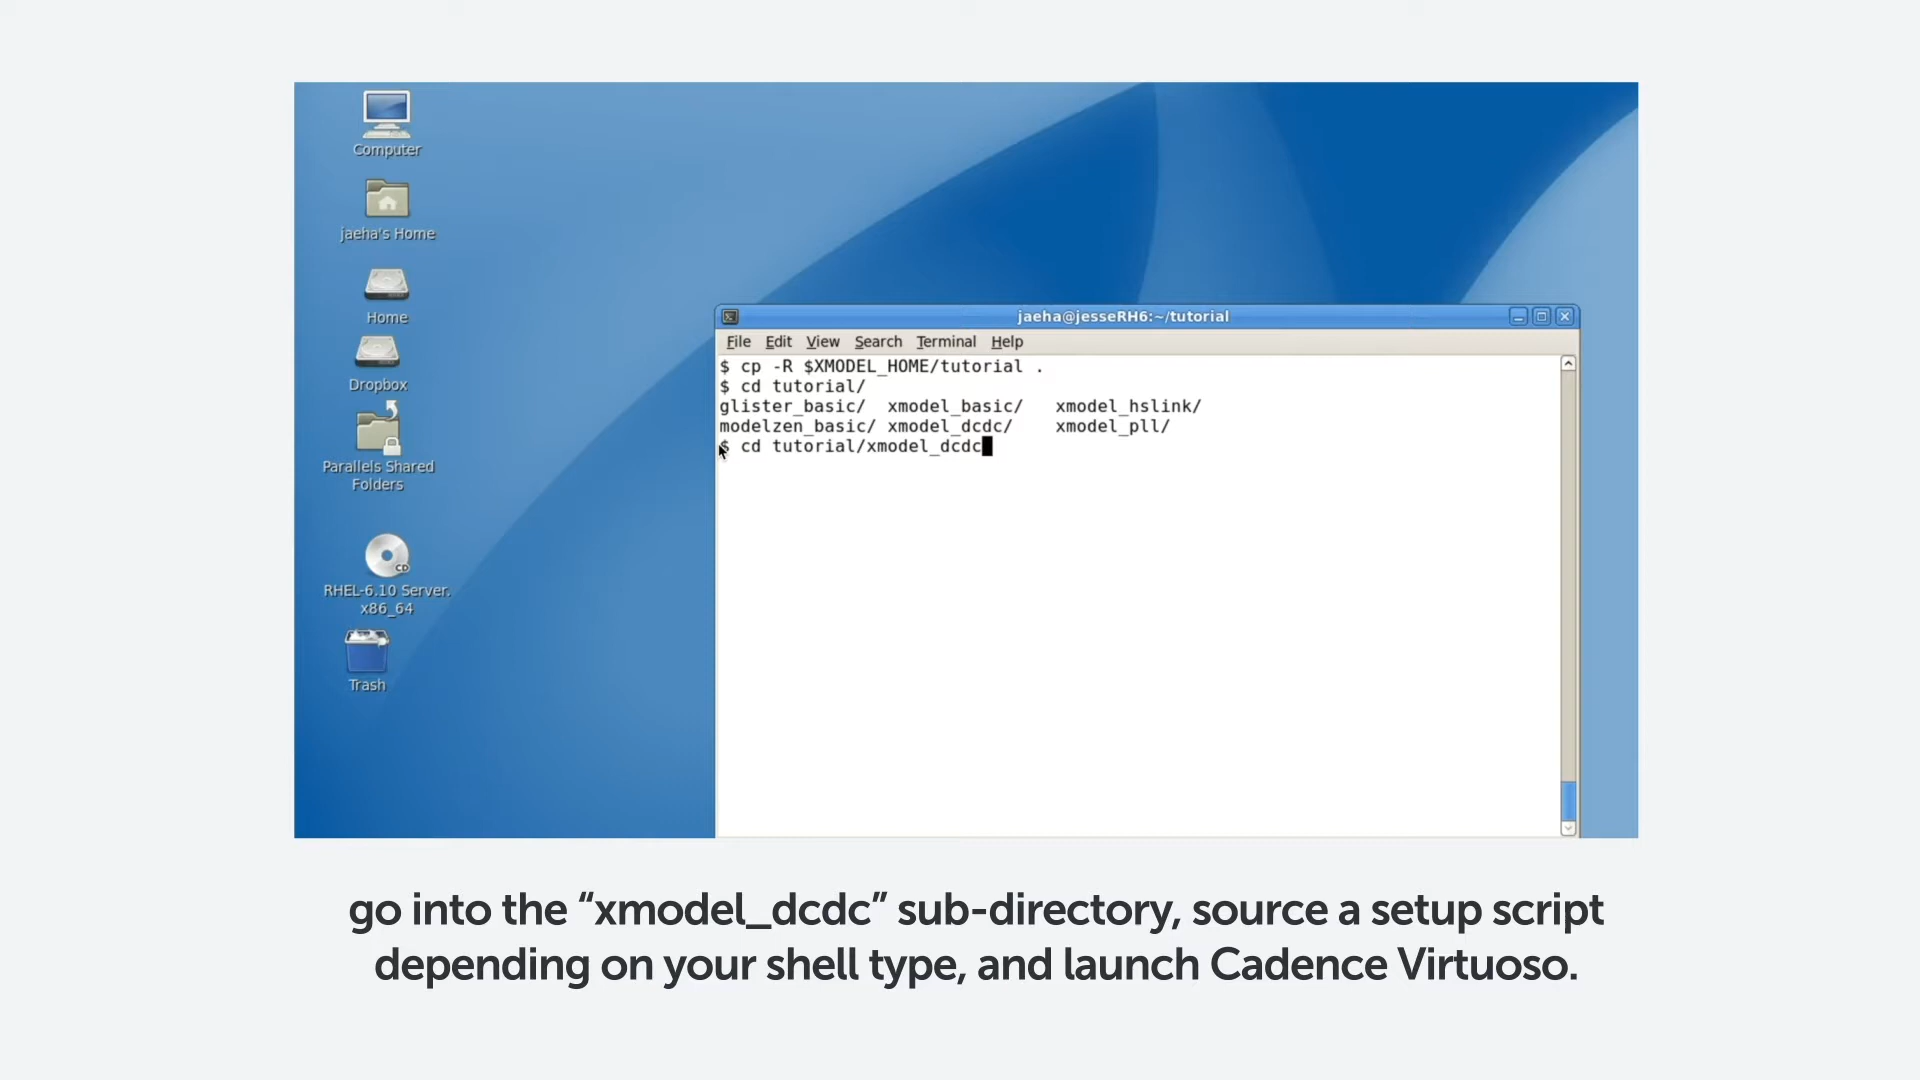 Computer
jaeha's Home
Home
Dropbox
Parallels Shared
Folders
RHEL-6.10 Server.
x86_64
Trash
jaeha@jesseRH6:~/tutorial
File Edit View Search Terminal Help
$ cp -R $XMODEL_HOME/tutorial .
$ cd tutorial/
glister_basic/ xmodel_basic/ xmodel_hslink/
modelzen_basic/ xmodel_dcdc/ xmodel_pll/
$ cd tutorial/xmodel_dcdc
go into the “xmodel_dcdc” sub-directory, source a setup script
depending on your shell type, and launch Cadence Virtuoso.